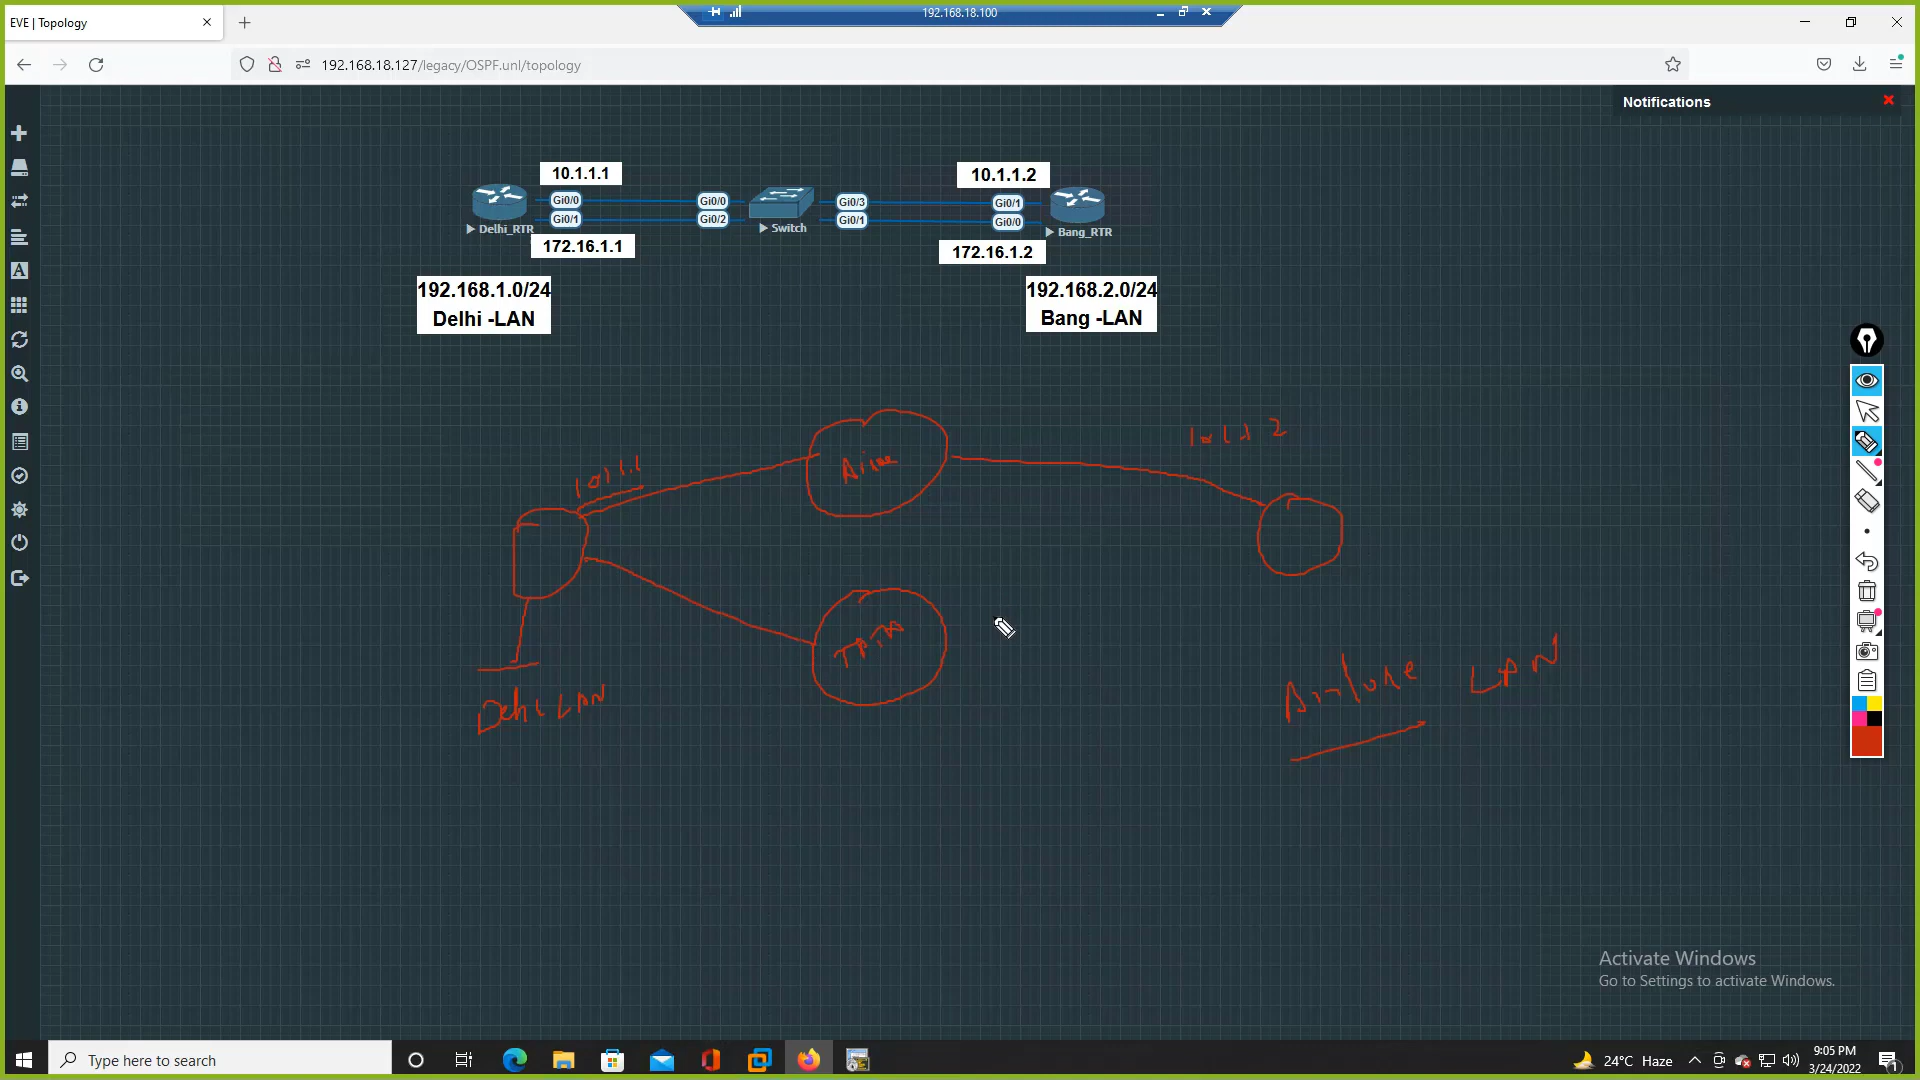 EVE | Topology
192.168.18.100
192.168.18.127/legacy/OSPF.unl/topology
Notifications
10.1.1.1
10.1.1.2
Gi0/0
Gi0/0
Gi0/3
Gi0/1
Gi0/1
Gi0/2
Gi0/1
Gi0/0
Delhi_RTR
Switch
Bang_RTR
172.16.1.1
172.16.1.2
192.168.1.0/24
Delhi -LAN
192.168.2.0/24
Bang -LAN
LAN
LAN
Activate Windows
Go to Settings to activate Windows.
Type here to search
24°C Haze
9:05 PM
3/24/2022